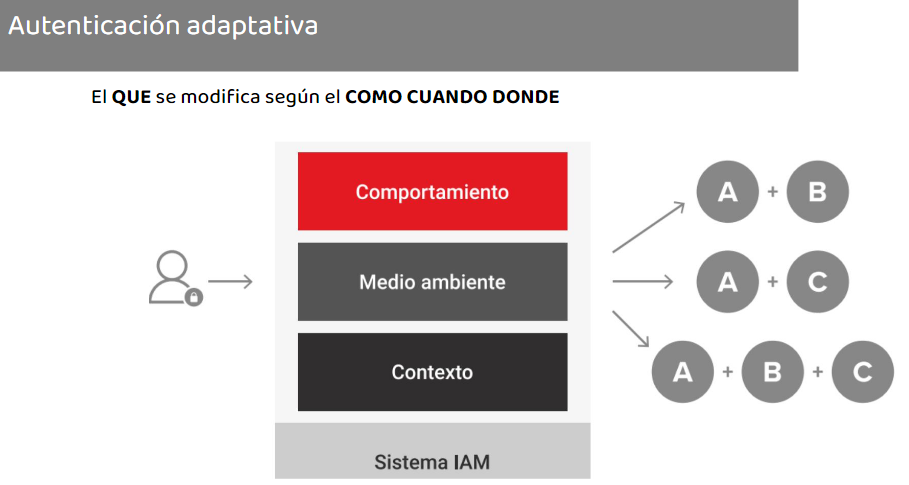 Autenticación adaptativa
El QUE se modifica según el COMO CUANDO DONDE
Comportamiento
Medio ambiente
Contexto
Sistema IAM
A + B
A + C
A + B + C